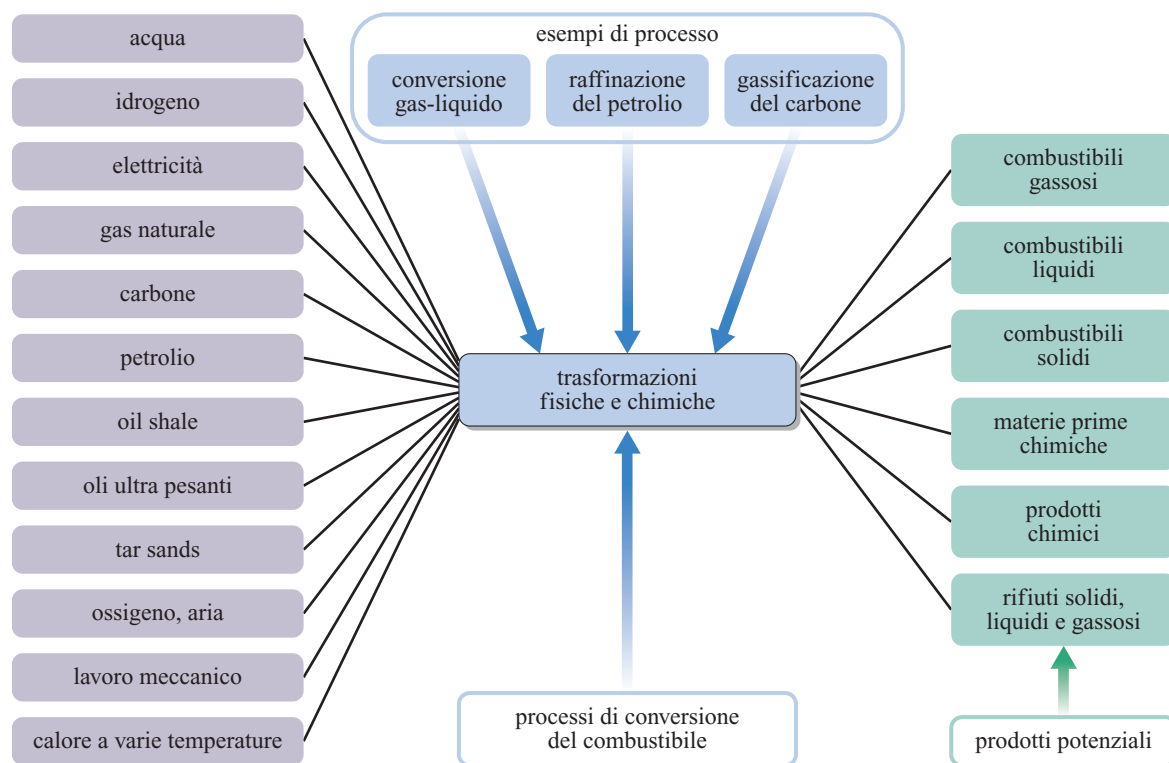 acqua
idrogeno
elettricità
gas naturale
carbone
petrolio
oil shale
oli ultra pesanti
tar sands
ossigeno, aria
lavoro meccanico
calore a varie temperature
esempi di processo
conversione
gas-liquido
raffinazione
del petrolio
gassificazione
del carbone
trasformazioni
fisiche e chimiche
processi di conversione
del combustibile
combustibili
gassosi
combustibili
liquidi
combustibili
solidi
materie prime
chimiche
prodotti
chimici
rifiuti solidi,
liquidi e gassosi
prodotti potenziali